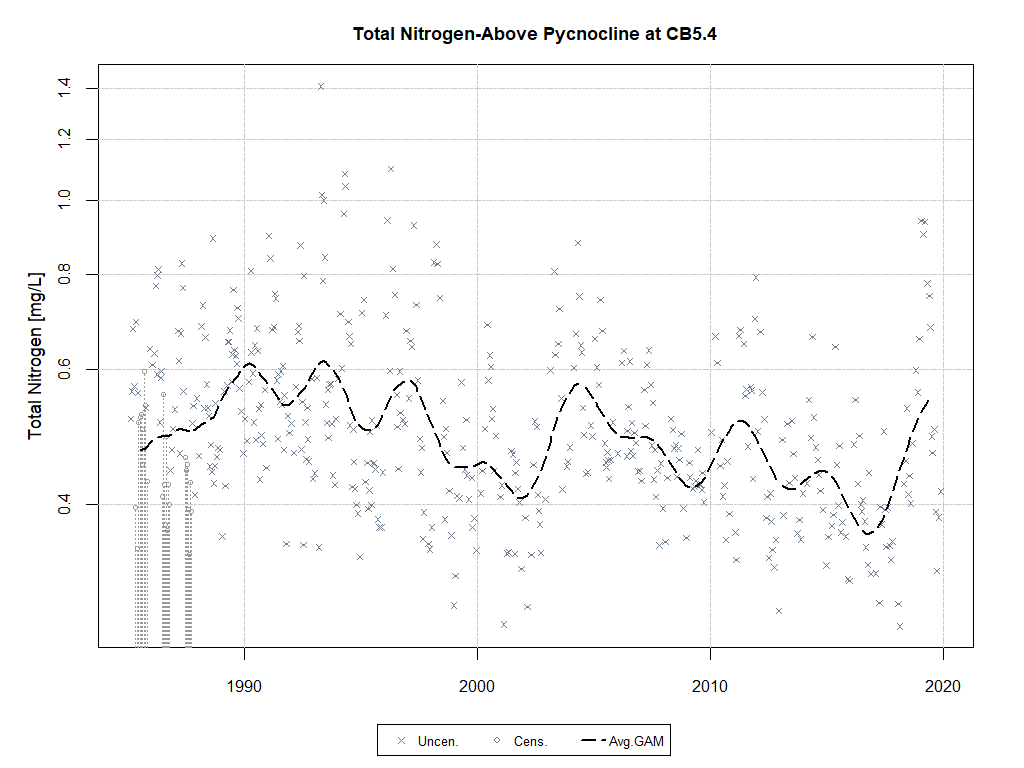 Total Nitrogen-Above Pycnocline at CB5.4
Total Nitrogen [mg/L]
1.4
1.2
1.0
0.8
0.6
0.4
1990 2000 2010 2020
Uncen. Cens. Avg.GAM